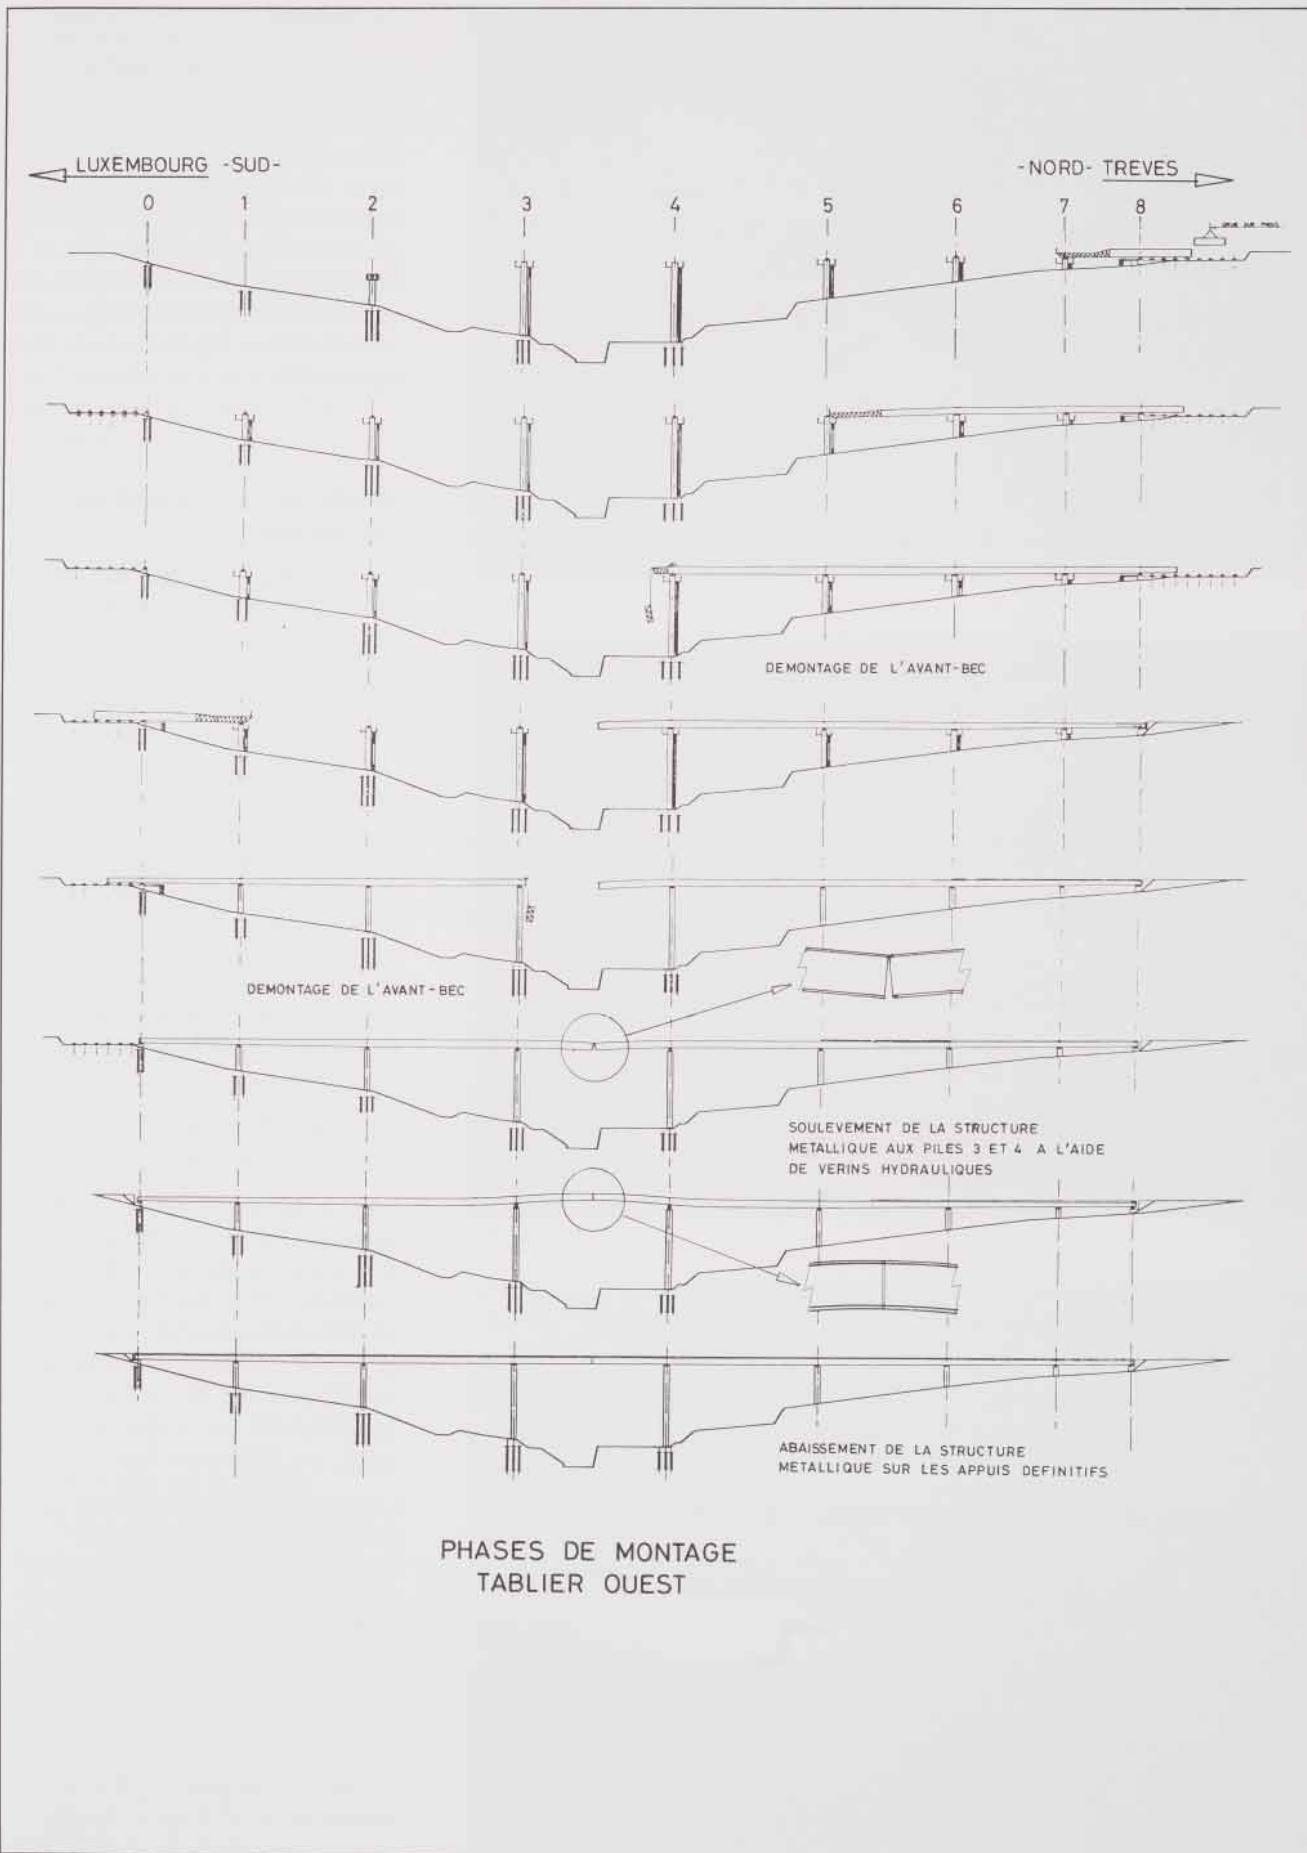 LUXEMBOURG -SUD-
-NORD- TREVES
0 1 2 3 4 5 6 7 8
DEMONTAGE DE L'AVANT-BEC
DEMONTAGE DE L'AVANT-BEC
SOULEVEMENT DE LA STRUCTURE
METALLIQUE AUX PILES 3 ET 4 A L'AIDE
DE VERINS HYDRAULIQUES
ABAISSEMENT DE LA STRUCTURE
METALLIQUE SUR LES APPUIS DEFINITIFS
PHASES DE MONTAGE
TABLIER OUEST